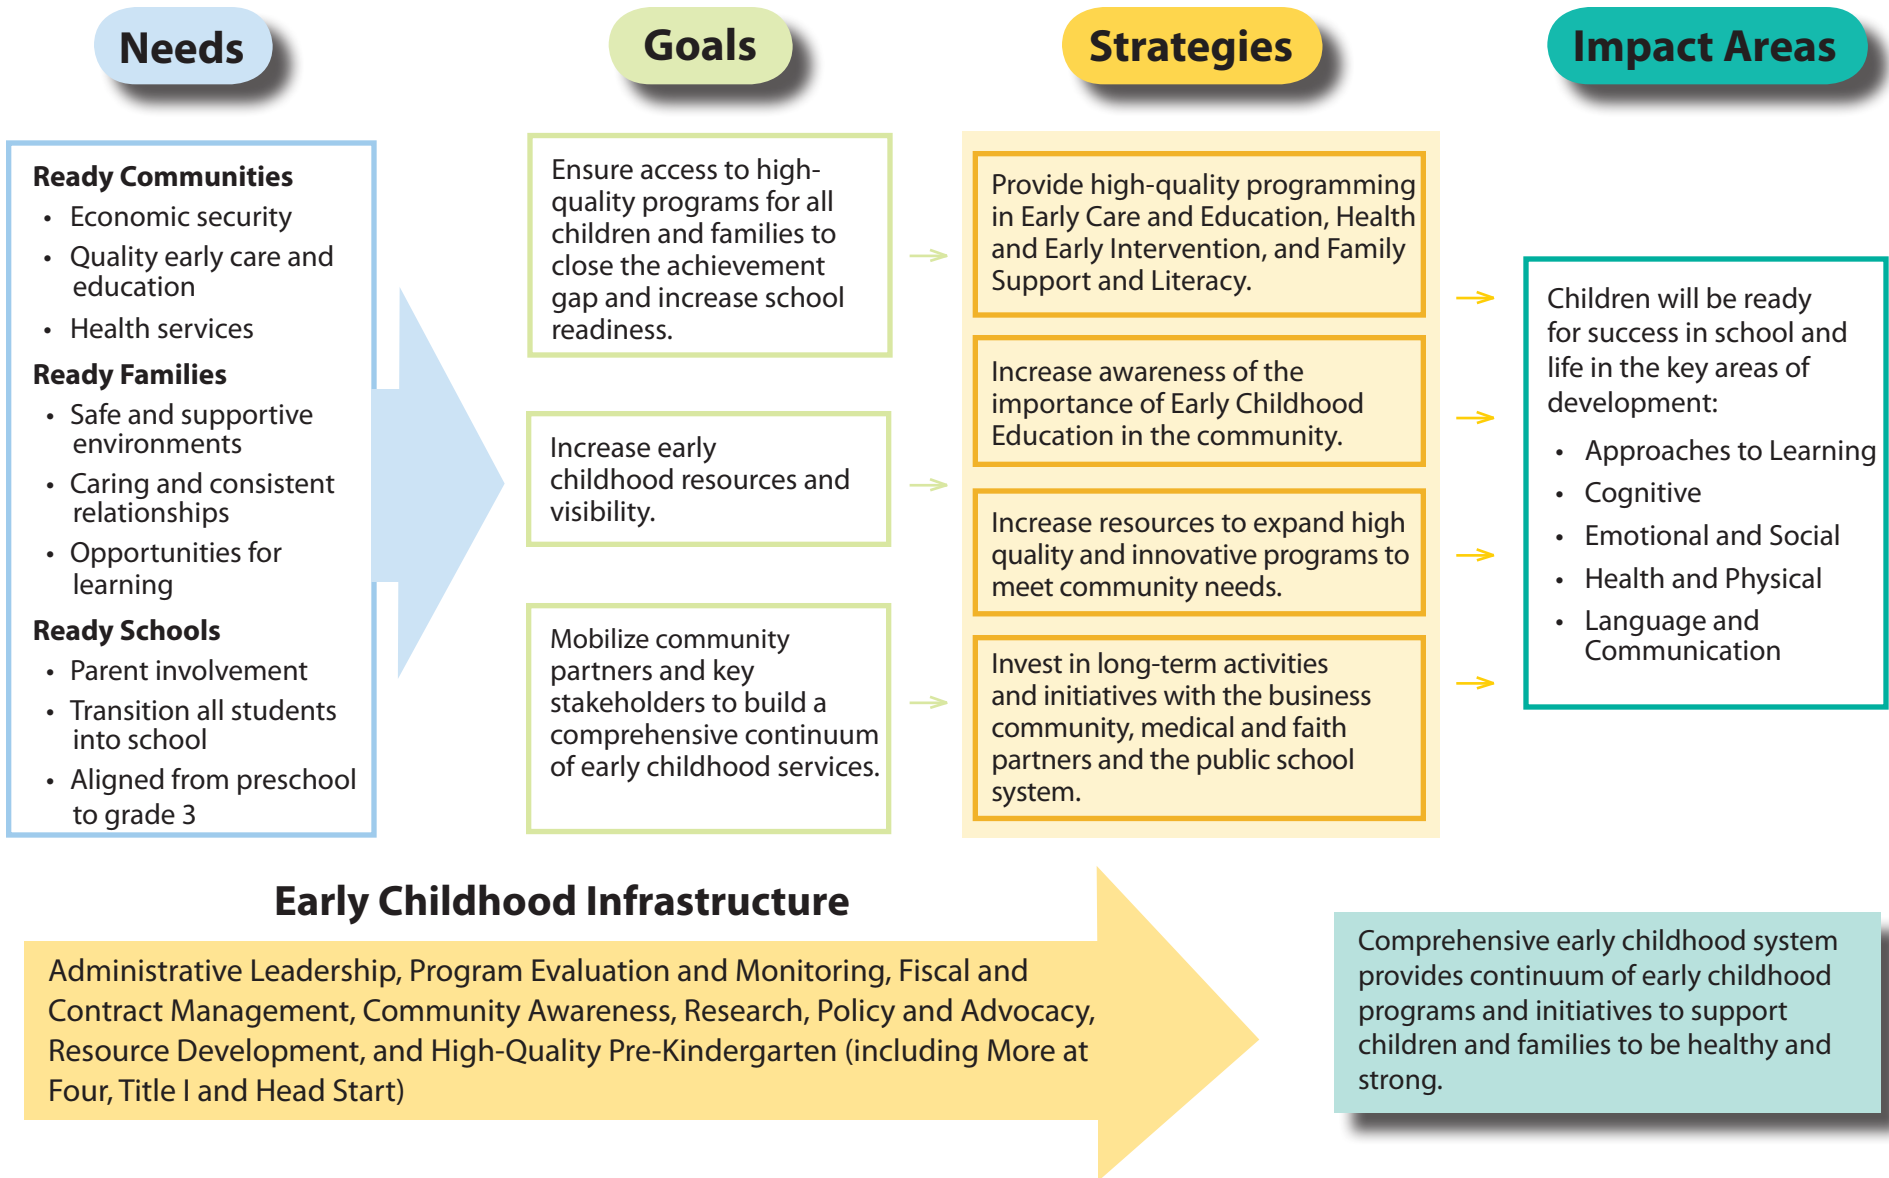 Needs
Goals
Strategies
Impact Areas
Ready Communities
• Economic security
• Quality early care and
education
• Health services
Ready Families
• Safe and supportive
environments
• Caring and consistent
relationships
• Opportunities for
learning
Ready Schools
• Parent involvement
• Transition all students
into school
• Aligned from preschool
to grade 3
Ensure access to high-
quality programs for all
children and families to
close the achievement
gap and increase school
readiness.
Increase early
childhood resources and
visibility.
Mobilize community
partners and key
stakeholders to build a
comprehensive continuum
of early childhood services.
Provide high-quality programming
in Early Care and Education, Health
and Early Intervention, and Family
Support and Literacy.
Increase awareness of the
importance of Early Childhood
Education in the community.
Increase resources to expand high
quality and innovative programs to
meet community needs.
Invest in long-term activities
and initiatives with the business
community, medical and faith
partners and the public school
system.
Children will be ready
for success in school and
life in the key areas of
development:
• Approaches to Learning
• Cognitive
• Emotional and Social
• Health and Physical
• Language and
Communication
Early Childhood Infrastructure
Administrative Leadership, Program Evaluation and Monitoring, Fiscal and
Contract Management, Community Awareness, Research, Policy and Advocacy,
Resource Development, and High-Quality Pre-Kindergarten (including More at
Four, Title I and Head Start)
Comprehensive early childhood system
provides continuum of early childhood
programs and initiatives to support
children and families to be healthy and
strong.